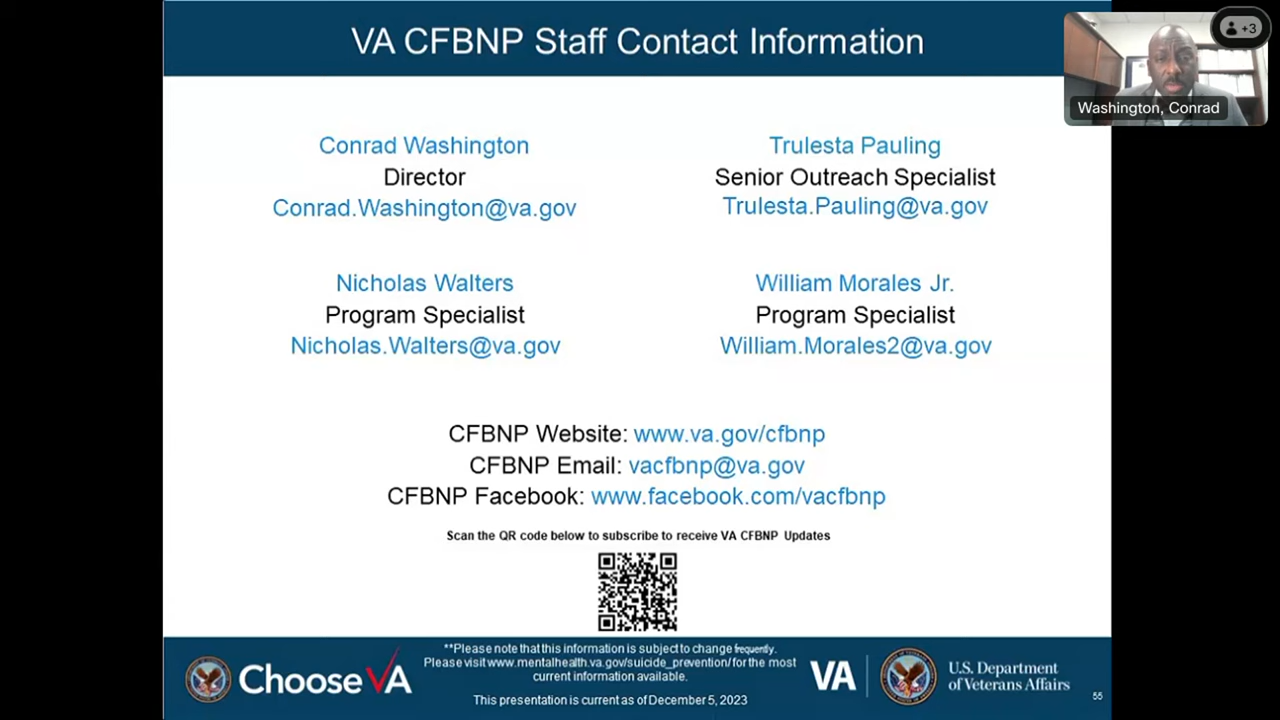 VA CFBNP Staff Contact Information
+3
Washington, Conrad
Conrad Washington
Director
Conrad.Washington@va.gov
Trulesta Pauling
Senior Outreach Specialist
Trulesta.Pauling@va.gov
Nicholas Walters
Program Specialist
Nicholas.Walters@va.gov
William Morales Jr.
Program Specialist
William.Morales2@va.gov
CFBNP Website: www.va.gov/cfbnp
CFBNP Email: vacfbnp@va.gov
CFBNP Facebook: www.facebook.com/vacfbnp
Scan the QR code below to subscribe to receive VA CFBNP Updates
Choose VA
**Please note that this information is subject to change frequently.
Please visit www.mentalhealth.va.gov/suicide_prevention/ for the most
current information available.
This presentation is current as of December 5, 2023
VA
U.S. Department
of Veterans Affairs
55